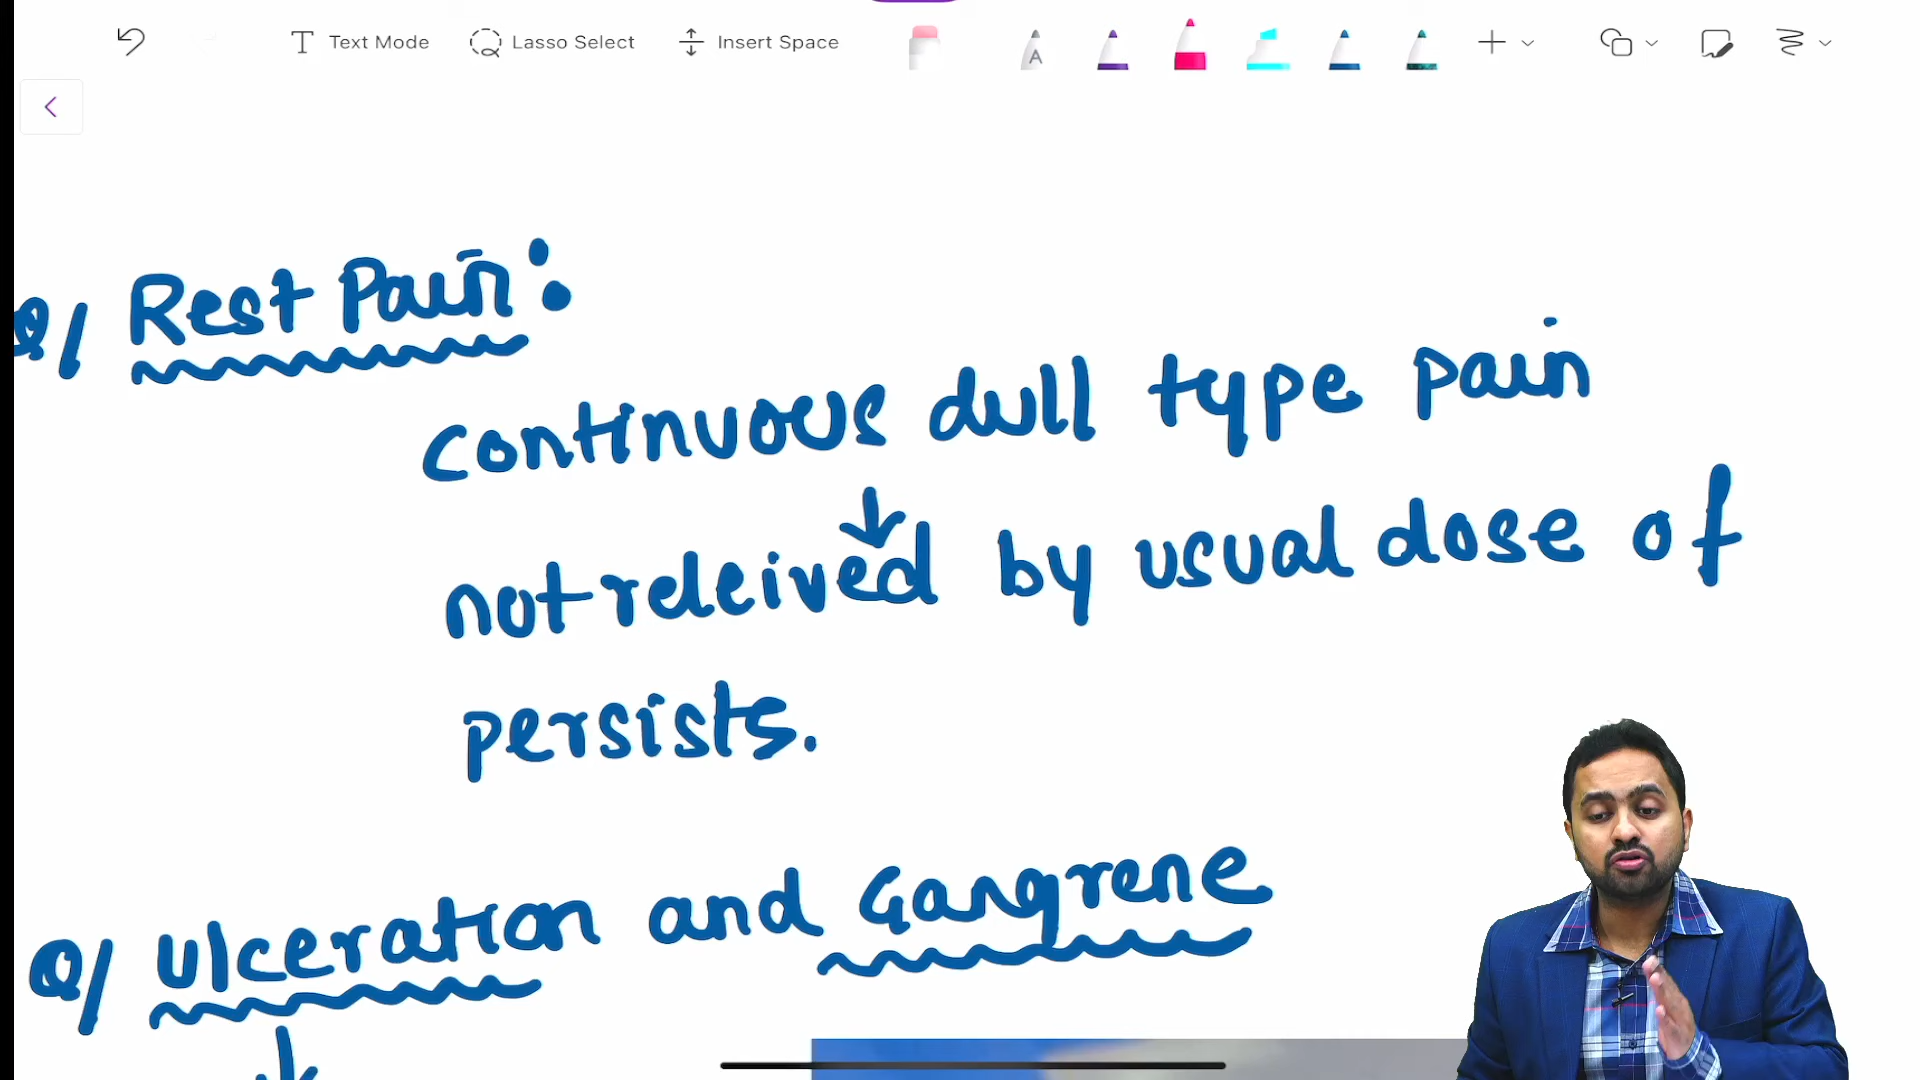 Text Mode Lasso Select Insert Space
A
Q/ Rest Pain:
continuous dull type pain
not releived by usual dose of
persists.
Q/ Ulceration and Gangrene